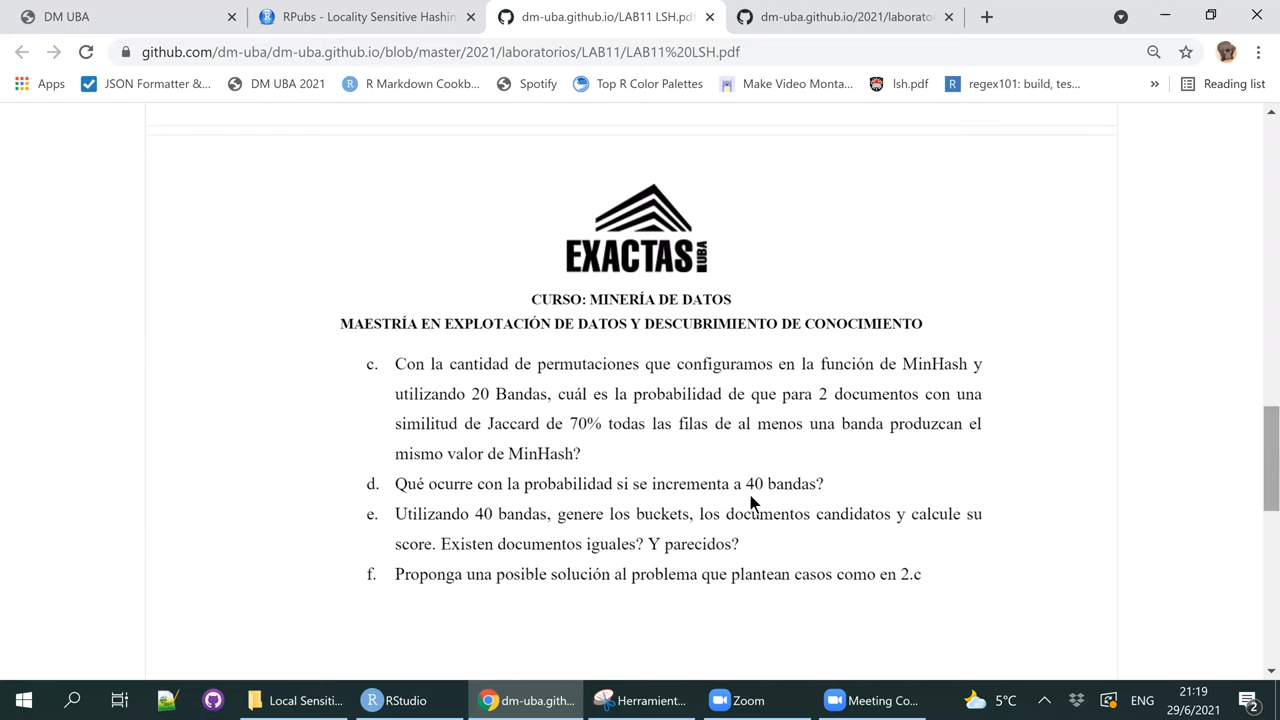 DM UBA
RPubs - Locality Sensitive Hashin
dm-uba.github.io/LAB11 LSH.pdf
dm-uba.github.io/2021/laborato
github.com/dm-uba/dm-uba.github.io/blob/master/2021/laboratorios/LAB11/LAB11%20LSH.pdf
Apps
JSON Formatter &...
DM UBA 2021
R Markdown Cookb...
Spotify
Top R Color Palettes
Make Video Monta...
lsh.pdf
regex101: build, tes...
»
Reading list
EXACTAS UBA
CURSO: MINERÍA DE DATOS
MAESTRÍA EN EXPLOTACIÓN DE DATOS Y DESCUBRIMIENTO DE CONOCIMIENTO
c. Con la cantidad de permutaciones que configuramos en la función de MinHash y
utilizando 20 Bandas, cuál es la probabilidad de que para 2 documentos con una
similitud de Jaccard de 70% todas las filas de al menos una banda produzcan el
mismo valor de MinHash?
d. Qué ocurre con la probabilidad si se incrementa a 40 bandas?
e. Utilizando 40 bandas, genere los buckets, los documentos candidatos y calcule su
score. Existen documentos iguales? Y parecidos?
f. Proponga una posible solución al problema que plantean casos como en 2.c
Local Sensiti...
RStudio
dm-uba.gith...
Herramient...
Zoom
Meeting Co...
5°C
ENG
21:19
29/6/2021
2